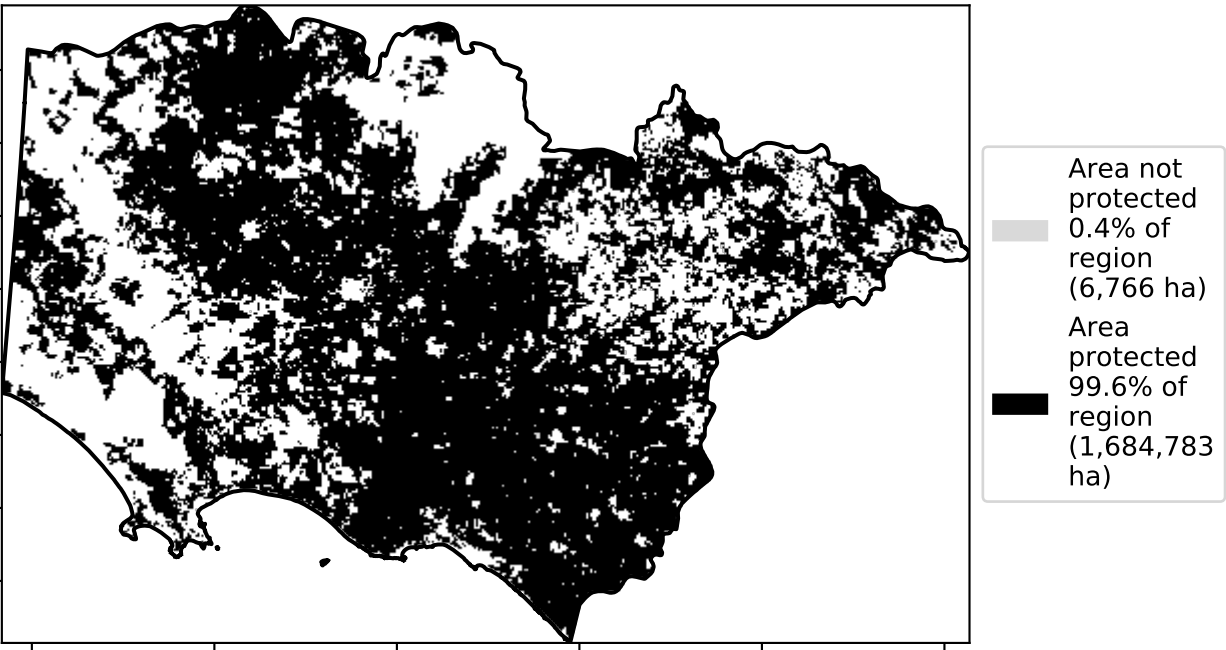 Area not
protected
0.4% of
region
(6,766 ha)
Area
protected
99.6% of
region
(1,684,783
ha)